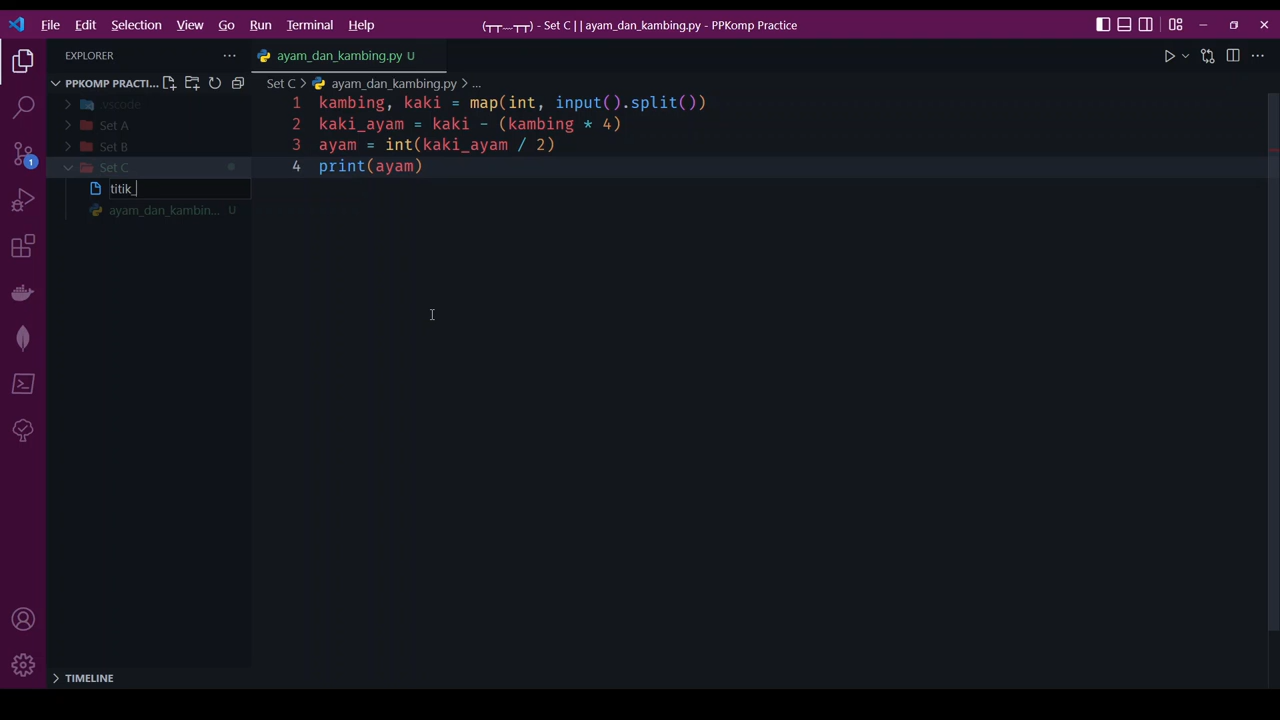 File Edit Selection View Go Run Terminal Help (┬┬﹏┬┬) - Set C | | ayam_dan_kambing.py - PPKomp Practice
EXPLORER
ayam_dan_kambing.py U
PPKOMP PRACTI...
Set C > ayam_dan_kambing.py > ...
.vscode
Set A
Set B
Set C
titik_
ayam_dan_kambin... U
1 kambing, kaki = map(int, input().split())
2 kaki_ayam = kaki - (kambing * 4)
3 ayam = int(kaki_ayam / 2)
4 print(ayam)
1
TIMELINE